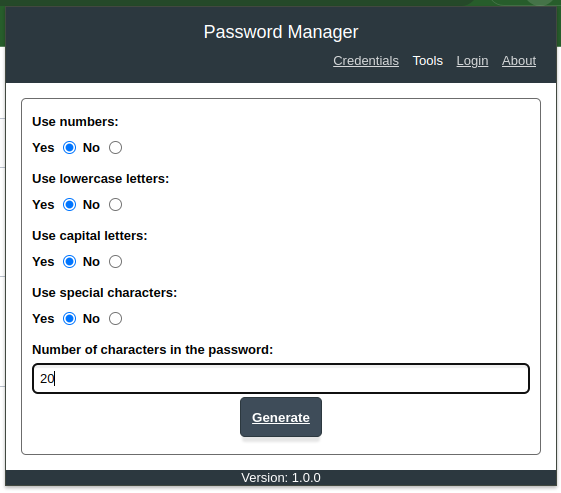 Password Manager
Credentials Tools Login About
Use numbers:
Yes No
Use lowercase letters:
Yes No
Use capital letters:
Yes No
Use special characters:
Yes No
Number of characters in the password:
20
Generate
Version: 1.0.0